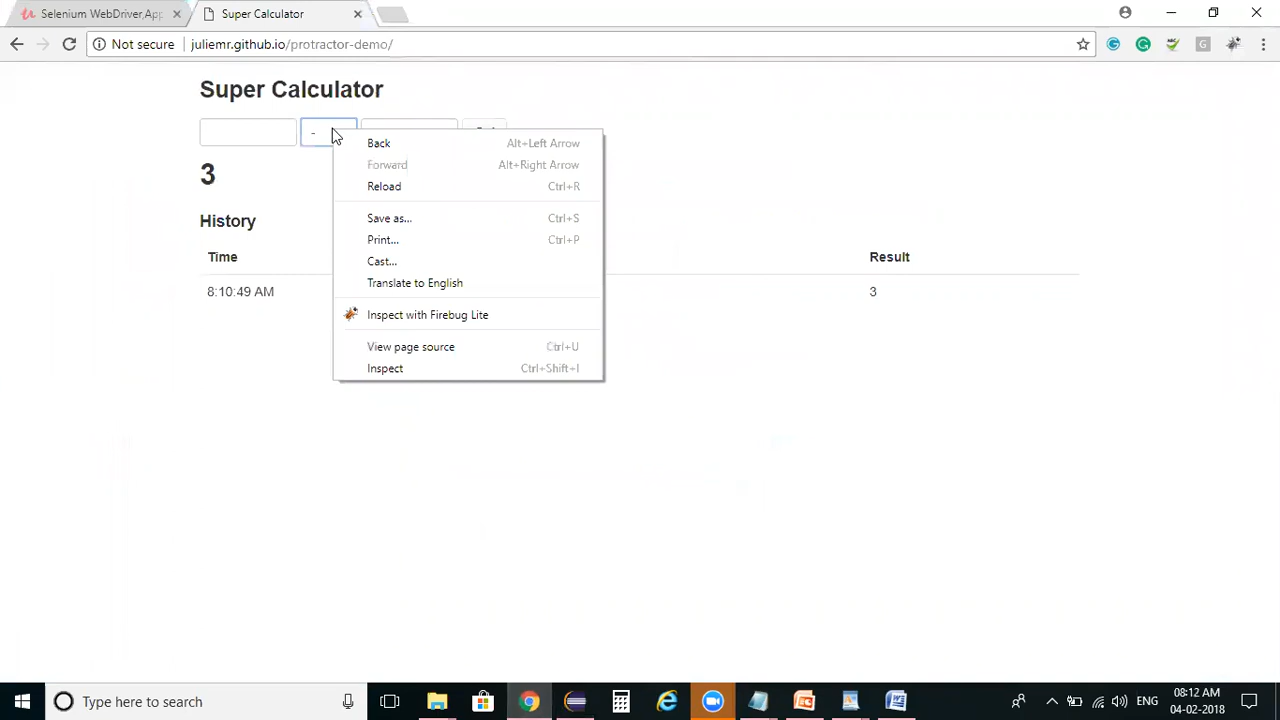 Selenium WebDriver,App
Super Calculator
Not secure juliemr.github.io/protractor-demo/
Super Calculator
-
3
History
Time Result
8:10:49 AM 3
Back Alt+Left Arrow
Forward Alt+Right Arrow
Reload Ctrl+R
Save as... Ctrl+S
Print... Ctrl+P
Cast...
Translate to English
Inspect with Firebug Lite
View page source Ctrl+U
Inspect Ctrl+Shift+I
Type here to search
ENG
08:12 AM
04-02-2018